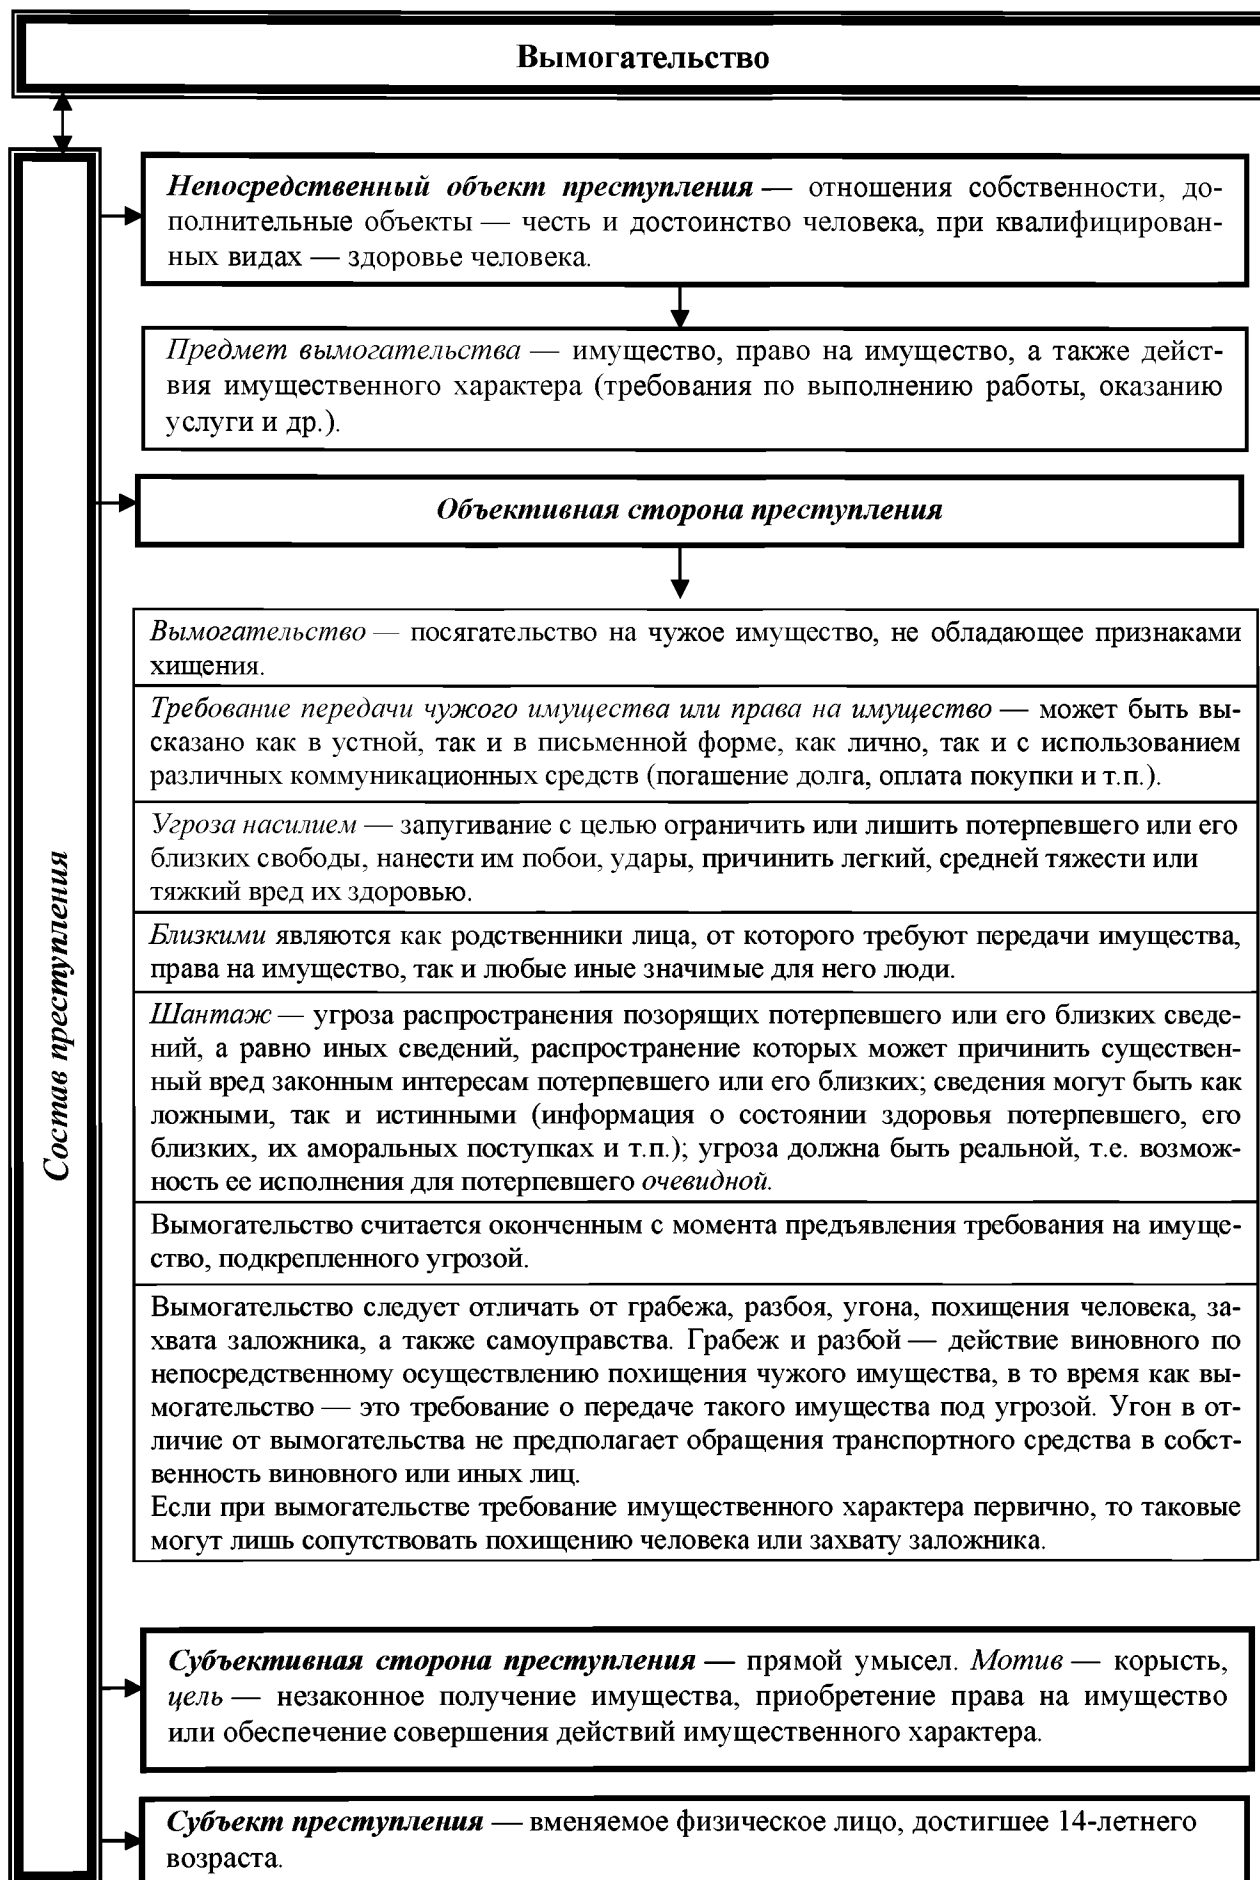 Вымогательство
Непосредственный объект преступления — отношения собственности, до-
полнительные объекты — честь и достоинство человека, при квалифицирован-
ных видах — здоровье человека.
Предмет вымогательства — имущество, право на имущество, а также дейст-
вия имущественного характера (требования по выполнению работы, оказанию
услуги и др.).
Объективная сторона преступления
Вымогательство — посягательство на чужое имущество, не обладающее признаками
хищения.
Требование передачи чужого имущества или права на имущество — может быть вы-
сказано как в устной, так и в письменной форме, как лично, так и с использованием
различных коммуникационных средств (погашение долга, оплата покупки и т.п.).
Угроза насилием — запугивание с целью ограничить или лишить потерпевшего или его
близких свободы, нанести им побои, удары, причинить легкий, средней тяжести или
тяжкий вред их здоровью.
Близкими являются как родственники лица, от которого требуют передачи имущества,
права на имущество, так и любые иные значимые для него люди.
Шантаж — угроза распространения позорящих потерпевшего или его близких сведе-
ний, а равно иных сведений, распространение которых может причинить существен-
ный вред законным интересам потерпевшего или его близких; сведения могут быть как
ложными, так и истинными (информация о состоянии здоровья потерпевшего, его
близких, их аморальных поступках и т.п.); угроза должна быть реальной, т.е. возмож-
ность ее исполнения для потерпевшего очевидной.
Вымогательство считается оконченным с момента предъявления требования на имуще-
ство, подкрепленного угрозой.
Вымогательство следует отличать от грабежа, разбоя, угона, похищения человека, за-
хвата заложника, а также самоуправства. Грабеж и разбой — действие виновного по
непосредственному осуществлению похищения чужого имущества, в то время как вы-
могательство — это требование о передаче такого имущества под угрозой. Угон в от-
личие от вымогательства не предполагает обращения транспортного средства в собст-
венность виновного или иных лиц.
Если при вымогательстве требование имущественного характера первично, то таковые
могут лишь сопутствовать похищению человека или захвату заложника.
Состав преступления
Субъективная сторона преступления — прямой умысел. Мотив — корысть,
цель — незаконное получение имущества, приобретение права на имущество
или обеспечение совершения действий имущественного характера.
Субъект преступления — вменяемое физическое лицо, достигшее 14-летнего
возраста.